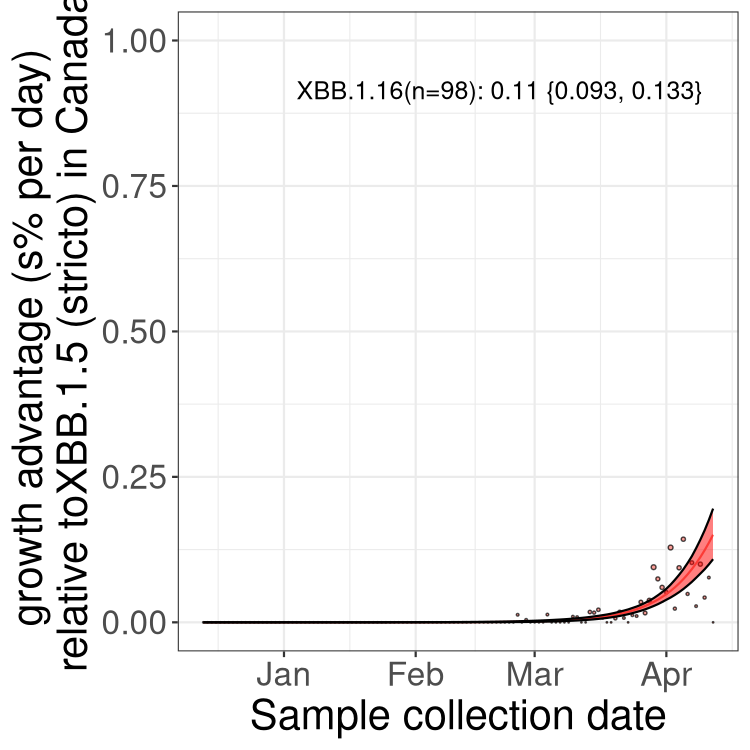 growth advantage (s% per day)
relative toXBB.1.5 (stricto) in Canada
1.00
0.75
0.50
0.25
0.00
XBB.1.16(n=98): 0.11 {0.093, 0.133}
Jan Feb Mar Apr
Sample collection date